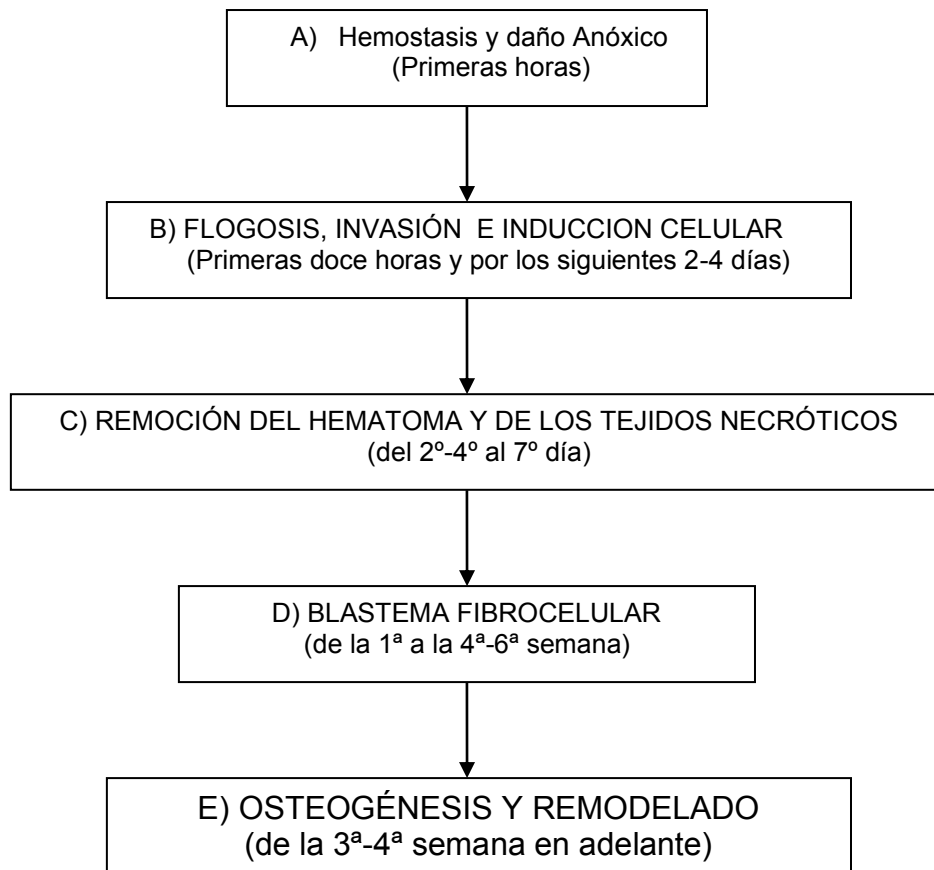 A) Hemostasis y daño Anóxico
(Primeras horas)
B) FLOGOSIS, INVASIÓN E INDUCCION CELULAR
(Primeras doce horas y por los siguientes 2-4 días)
C) REMOCIÓN DEL HEMATOMA Y DE LOS TEJIDOS NECRÓTICOS
(del 2º-4º al 7º día)
D) BLASTEMA FIBROCELULAR
(de la 1ª a la 4ª-6ª semana)
E) OSTEOGÉNESIS Y REMODELADO
(de la 3ª-4ª semana en adelante)